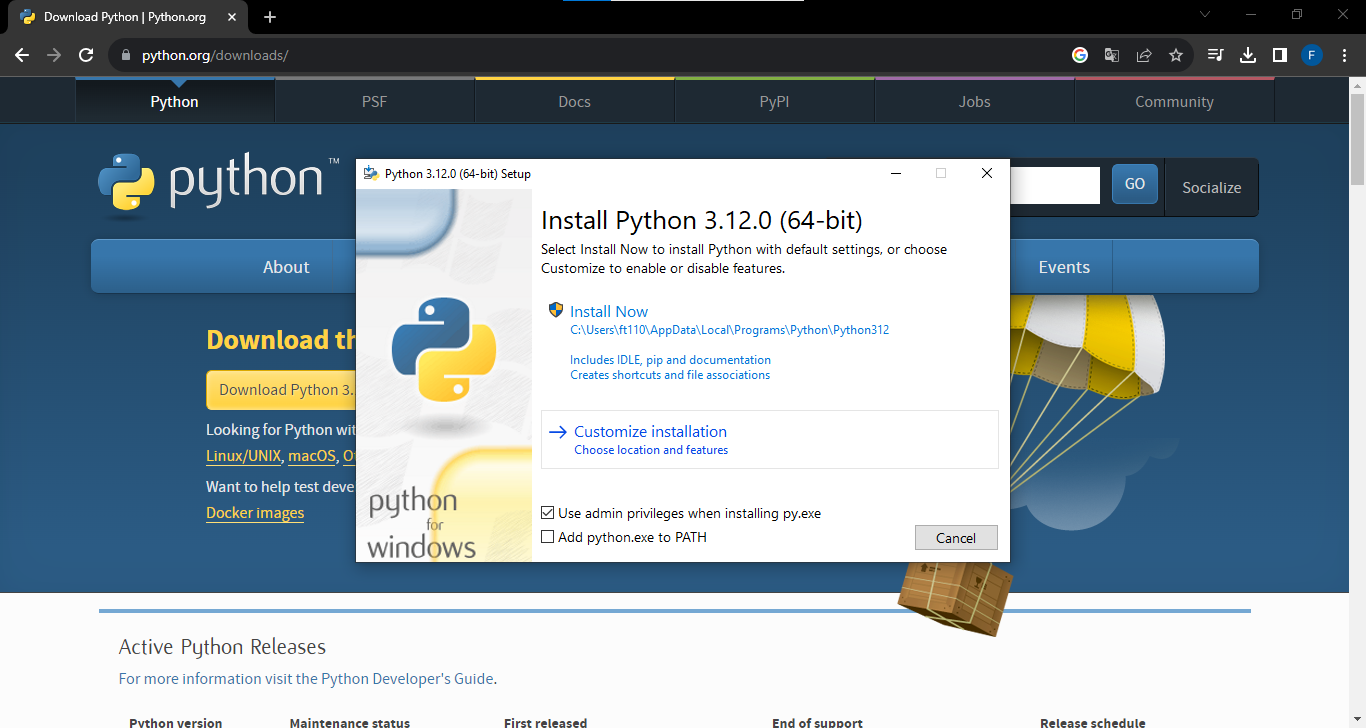 Download Python | Python.org
python.org/downloads/
F
Python
PSF
Docs
PyPI
Jobs
Community
python™
GO
Socialize
About
Events
Download th
Download Python 3.
Looking for Python wit
Linux/UNIX, macOS, O
Want to help test deve
Docker images
Python 3.12.0 (64-bit) Setup
Install Python 3.12.0 (64-bit)
Select Install Now to install Python with default settings, or choose
Customize to enable or disable features.
Install Now
C:\Users\ft110\AppData\Local\Programs\Python\Python312
Includes IDLE, pip and documentation
Creates shortcuts and file associations
Customize installation
Choose location and features
python
for
windows
Use admin privileges when installing py.exe
Add python.exe to PATH
Cancel
Active Python Releases
For more information visit the Python Developer's Guide.
Python version
Maintenance status
First released
End of support
Release schedule